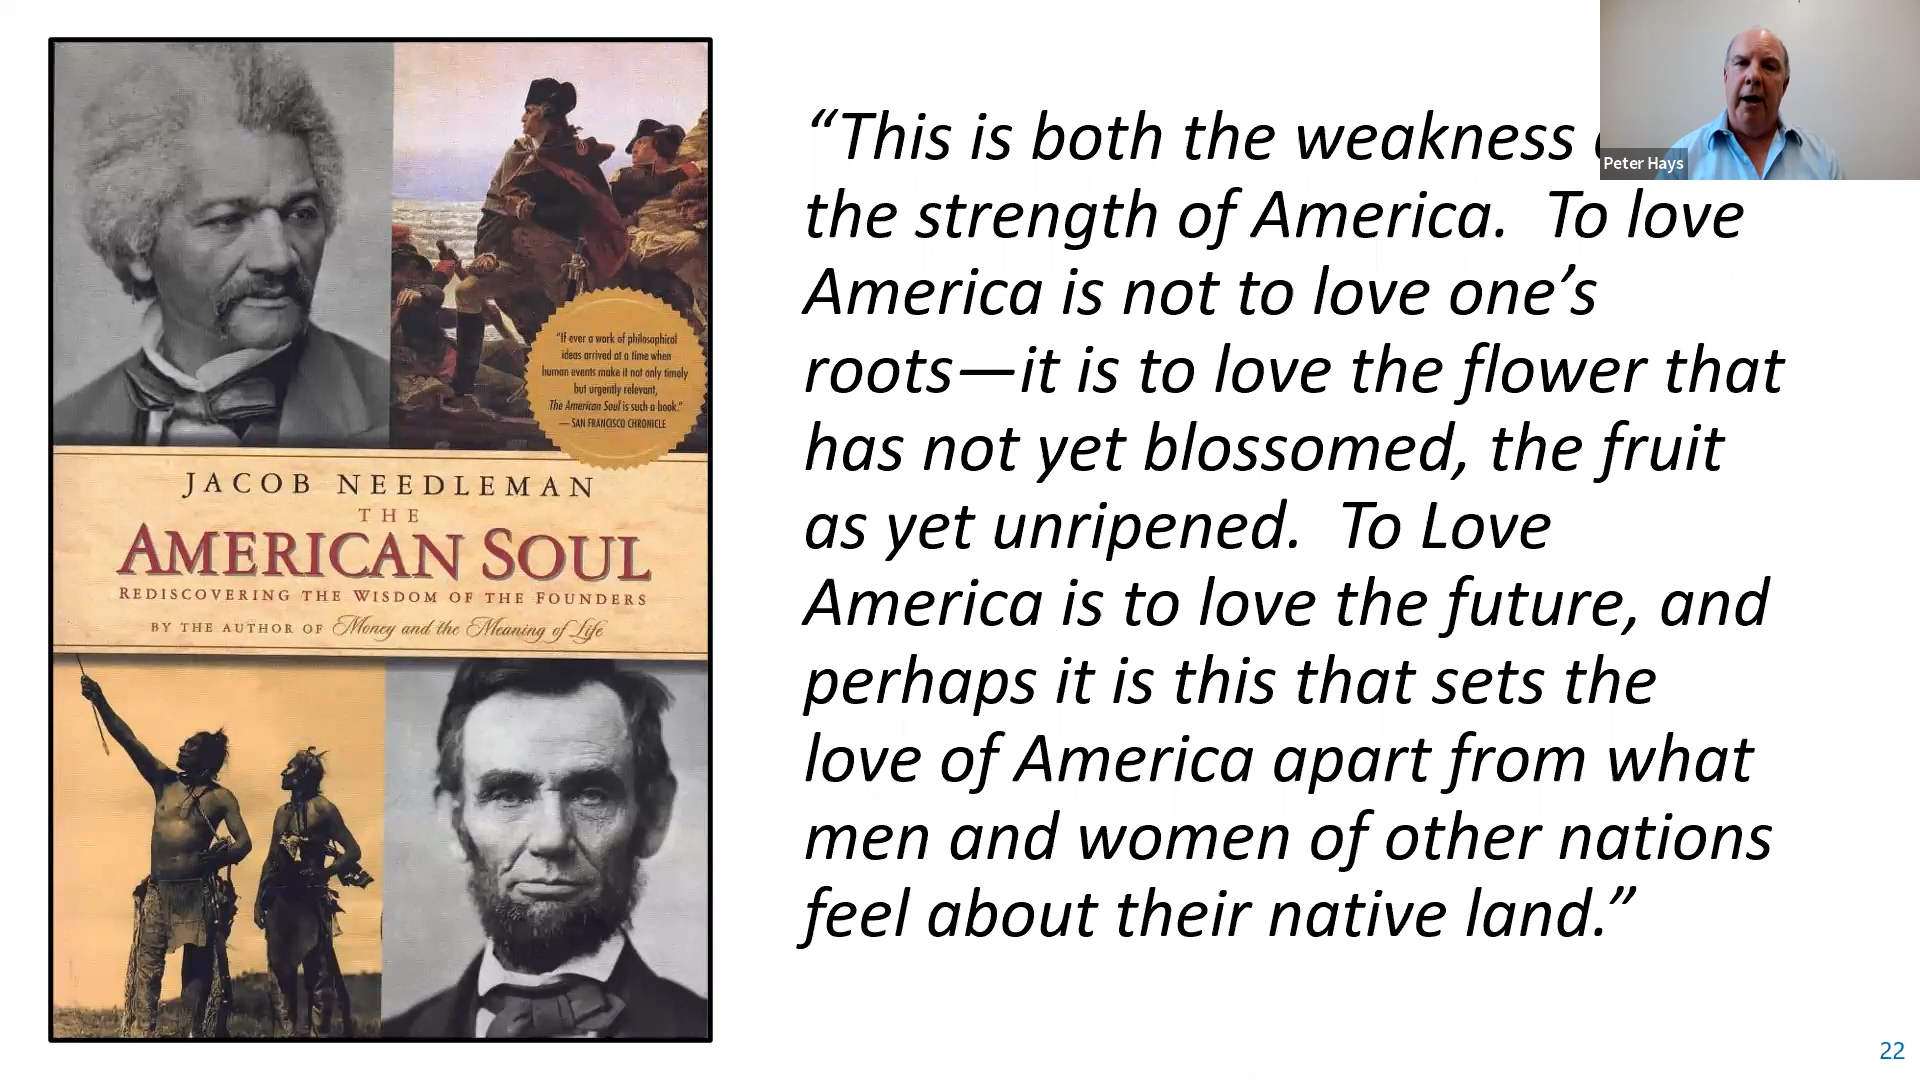 “If ever a work of philosophical
ideas arrived at a time when
human events make it not only timely
but urgently relevant,
The American Soul is such a book.”
— SAN FRANCISCO CHRONICLE
JACOB NEEDLEMAN
THE
AMERICAN SOUL
REDISCOVERING THE WISDOM OF THE FOUNDERS
BY THE AUTHOR OF Money and the Meaning of Life
“This is both the weakness
the strength of America. To love
America is not to love one’s
roots—it is to love the flower that
has not yet blossomed, the fruit
as yet unripened. To Love
America is to love the future, and
perhaps it is this that sets the
love of America apart from what
men and women of other nations
feel about their native land.”
Peter Hays
22